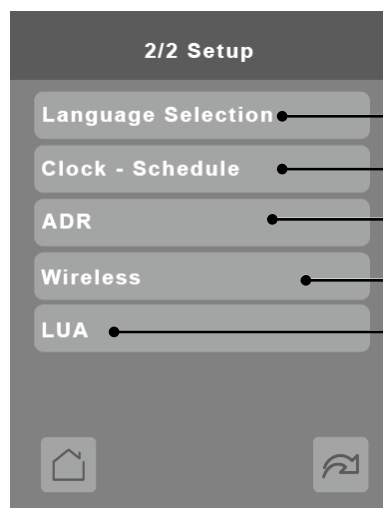 2/2 Setup
Language Selection
Clock - Schedule
ADR
Wireless
LUA